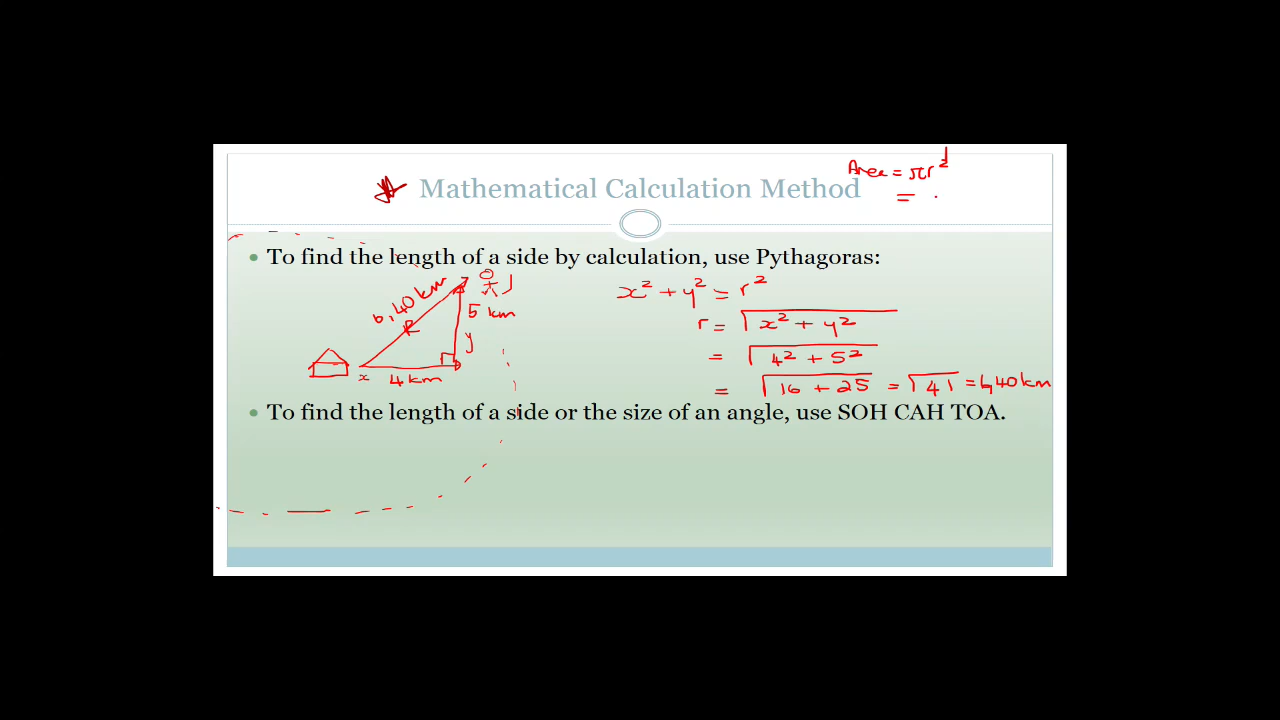 Area = πr²
Mathematical Calculation Method
=
• To find the length of a side by calculation, use Pythagoras:
x² + y² = r²
6,40 km
5 km
R
r = √x² + y²
y
= √4² + 5²
x 4 km
= √16 + 25 = √41 = 6,40 km
• To find the length of a side or the size of an angle, use SOH CAH TOA.